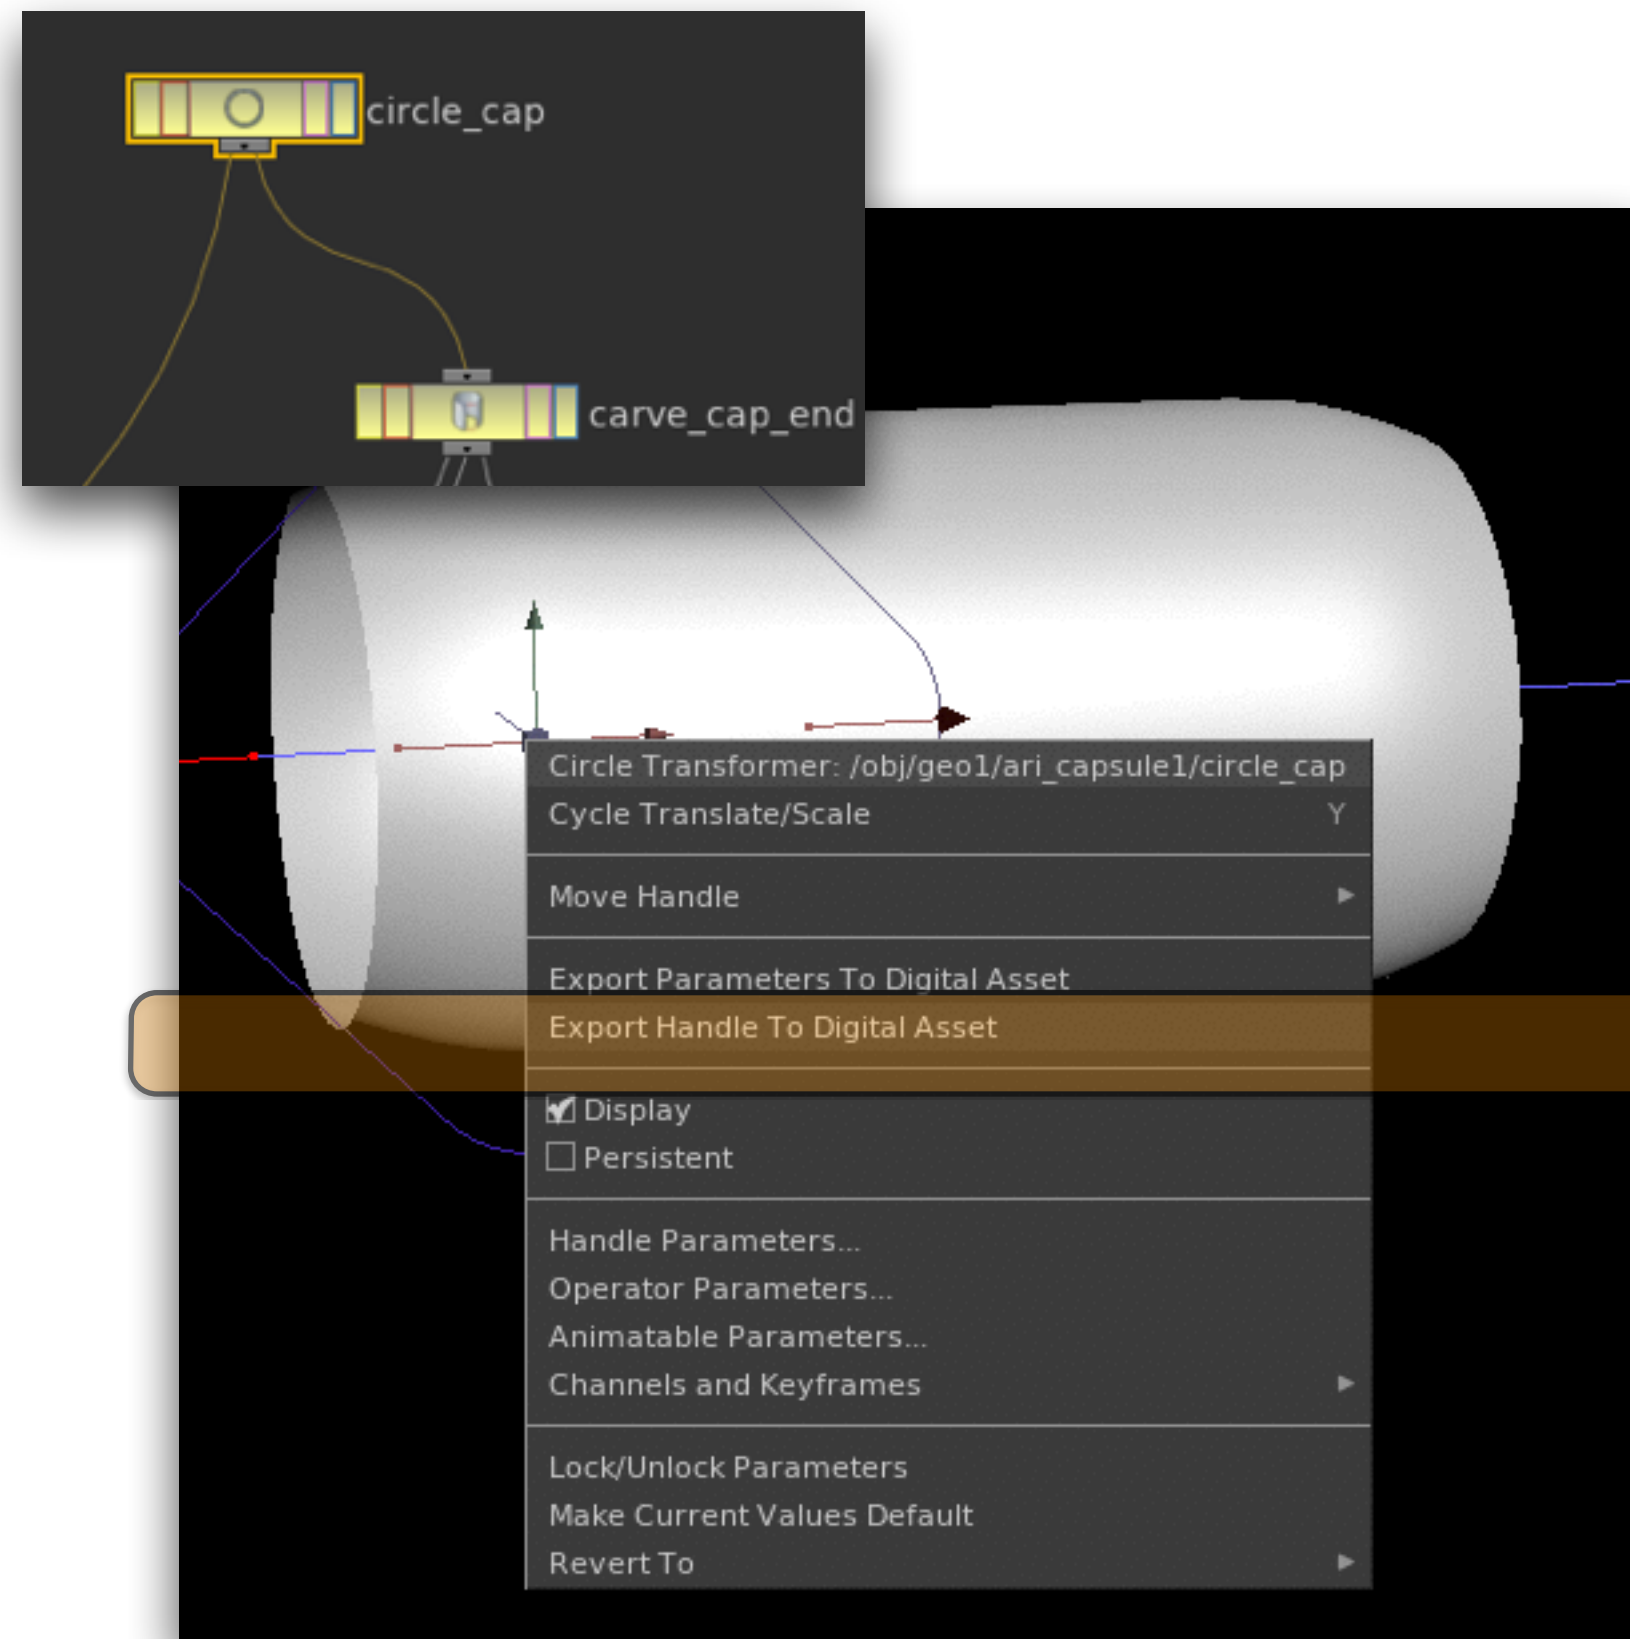 circle_cap
carve_cap_end
Circle Transformer: /obj/geo1/ari_capsule1/circle_cap
Cycle Translate/Scale Y
Move Handle
Export Parameters To Digital Asset
Export Handle To Digital Asset
Display
Persistent
Handle Parameters...
Operator Parameters...
Animatable Parameters...
Channels and Keyframes
Lock/Unlock Parameters
Make Current Values Default
Revert To